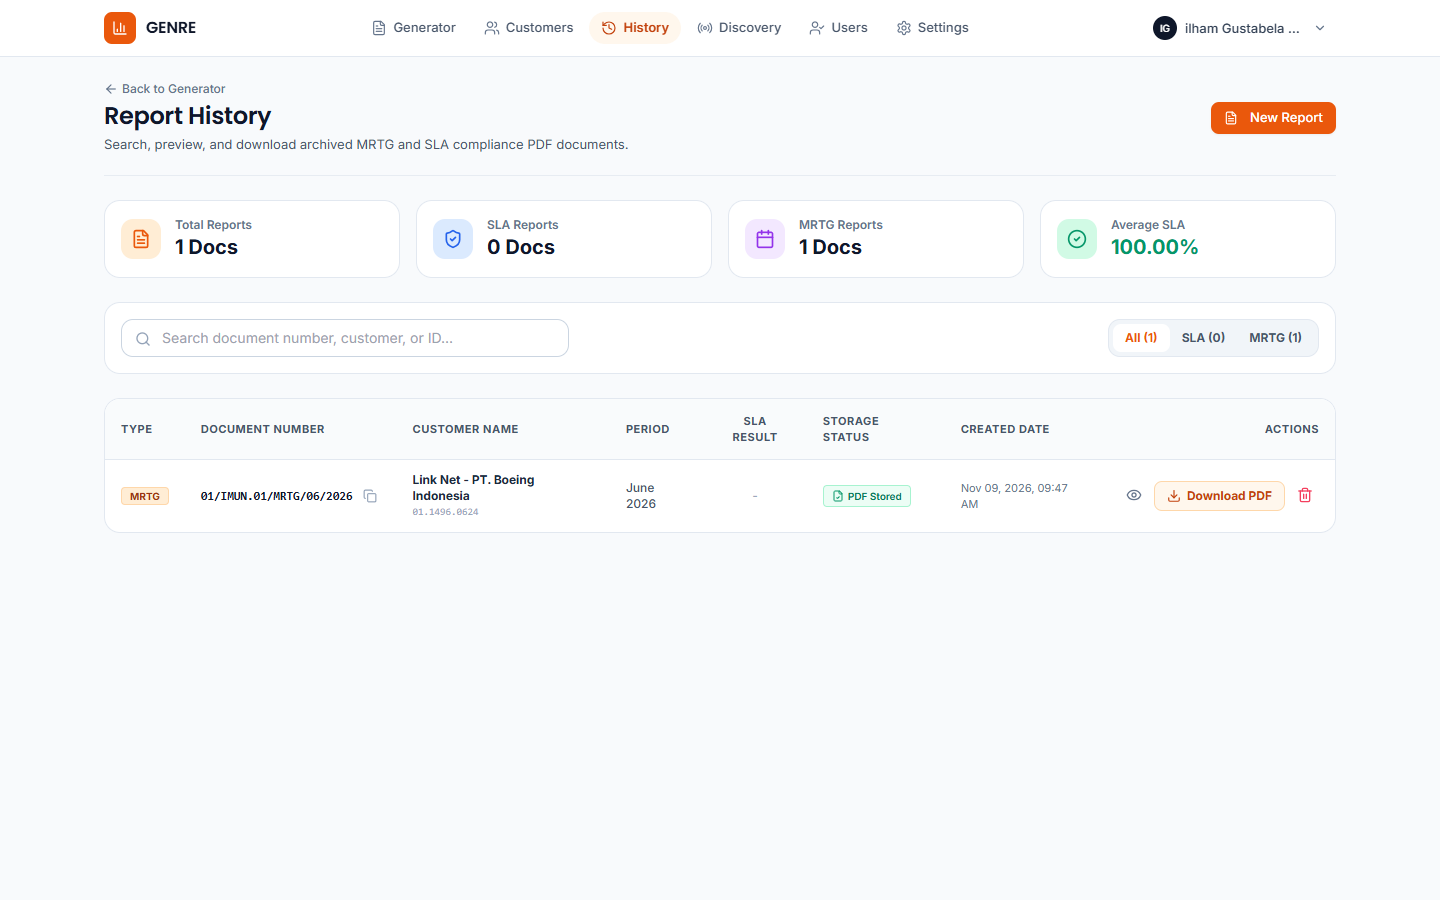 GENRE
Generator
Customers
History
Discovery
Users
Settings
IG
ilham Gustabela ...
Back to Generator
Report History
Search, preview, and download archived MRTG and SLA compliance PDF documents.
New Report
Total Reports
1 Docs
SLA Reports
0 Docs
MRTG Reports
1 Docs
Average SLA
100.00%
Search document number, customer, or ID...
All (1)
SLA (0)
MRTG (1)
TYPE
DOCUMENT NUMBER
CUSTOMER NAME
PERIOD
SLA
RESULT
STORAGE
STATUS
CREATED DATE
ACTIONS
MRTG
01/IMUN.01/MRTG/06/2026
Link Net - PT. Boeing
Indonesia
01.1496.0624
June
2026
-
PDF Stored
Nov 09, 2026, 09:47
AM
Download PDF